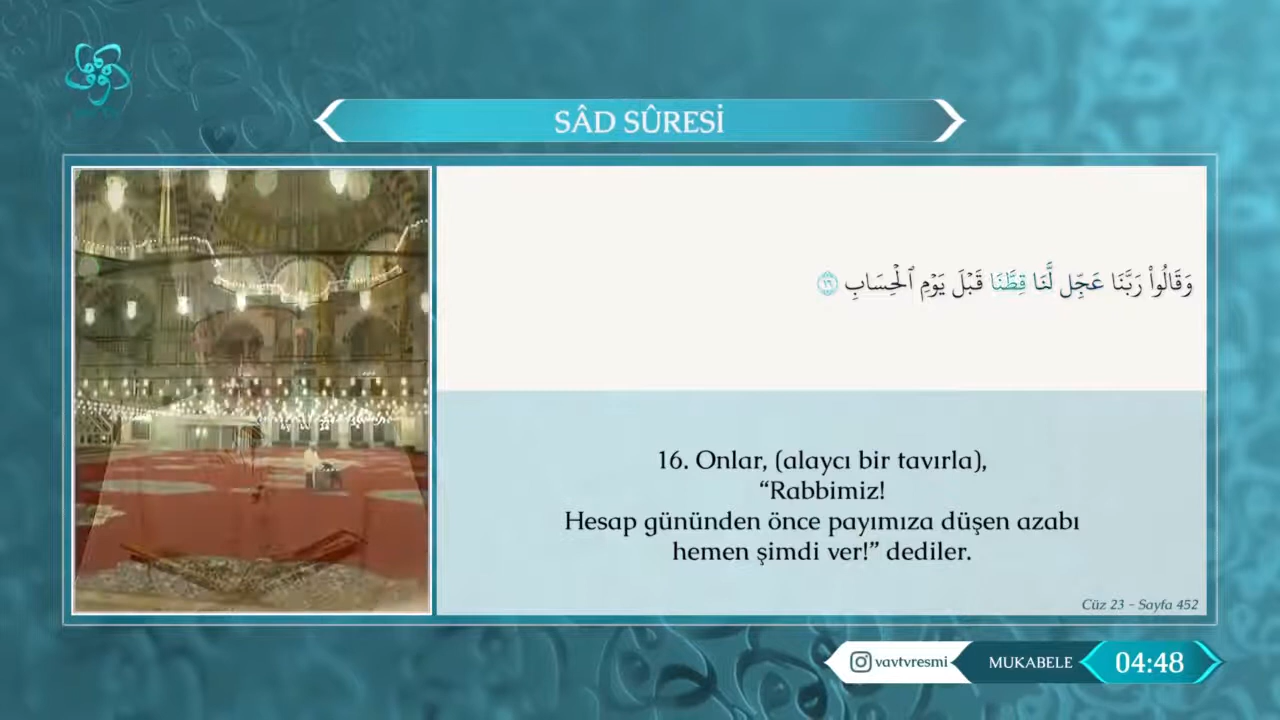 SÂD SÛRESİ
وَقَالُوا۟ رَبَّنَا عَجِّل لَّنَا قِطَّنَا قَبْلَ يَوْمِ ٱلْحِسَابِ ١٦
16. Onlar, (alaycı bir tavırla),
“Rabbimiz!
Hesap gününden önce payımıza düşen azabı
hemen şimdi ver!” dediler.
Cüz 23 - Sayfa 452
vavtvresmi
MUKABELE
04:48